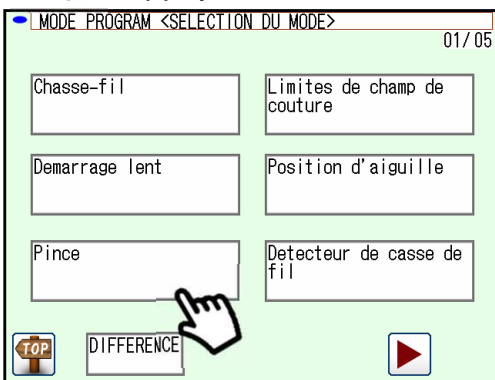 MODE PROGRAM <SELECTION DU MODE>
01/05
Chasse-fil
Limites de champ de
couture
Demarrage lent
Position d'aiguille
Pince
Detecteur de casse de
fil
TOP
DIFFERENCE